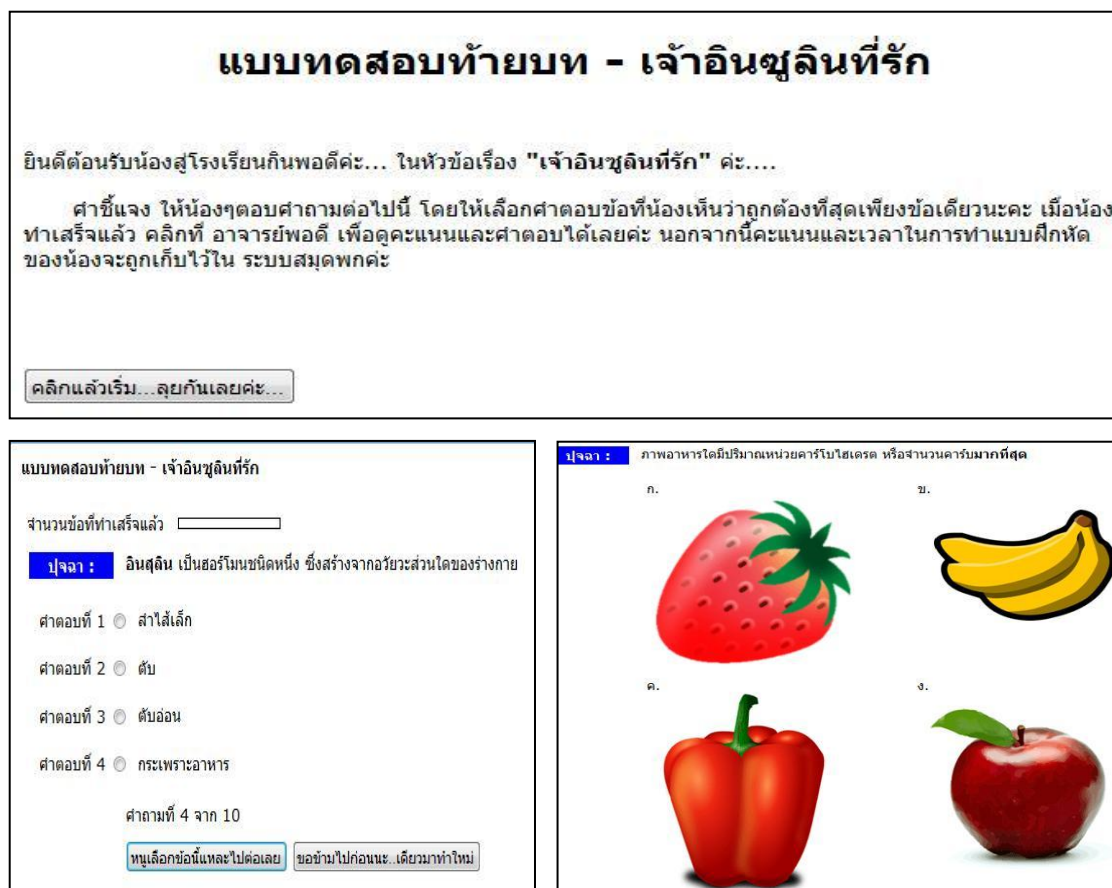 แบบทดสอบท้ายบท - เจ้าอินซูลินที่รัก
ยินดีต้อนรับน้องสู่โรงเรียนกินพอดีค่ะ... ในหัวข้อเรื่อง "เจ้าอินซูลินที่รัก" ค่ะ....
คำชี้แจง ให้น้องๆตอบคำถามต่อไปนี้ โดยให้เลือกคำตอบข้อที่น้องเห็นว่าถูกต้องที่สุดเพียงข้อเดียวนะคะ เมื่อน้อง
ทำเสร็จแล้ว คลิกที่ อาจารย์พอดี เพื่อดูคะแนนและคำตอบได้เลยค่ะ นอกจากนี้คะแนนและเวลาในการทำแบบฝึกหัด
ของน้องจะถูกเก็บไว้ใน ระบบสมุดพกค่ะ
คลิกแล้วเริ่ม...ลุยกันเลยค่ะ...
แบบทดสอบท้ายบท - เจ้าอินซูลินที่รัก
จำนวนข้อที่ทำเสร็จแล้ว
ปุจฉา : อินสุลิน เป็นฮอร์โมนชนิดหนึ่ง ซึ่งสร้างจากอวัยวะส่วนใดของร่างกาย
คำตอบที่ 1 ลำไส้เล็ก
คำตอบที่ 2 ตับ
คำตอบที่ 3 ตับอ่อน
คำตอบที่ 4 กระเพราะอาหาร
คำถามที่ 4 จาก 10
หนูเลือกข้อนี้แหละไปต่อเลย ขอข้ามไปก่อนนะ..เดี๋ยวมาทำใหม่
ปุจฉา : ภาพอาหารใดมีปริมาณหน่วยคาร์โบไฮเดรต หรือจำนวนคาร์บมากที่สุด
ก. ข.
ค. ง.